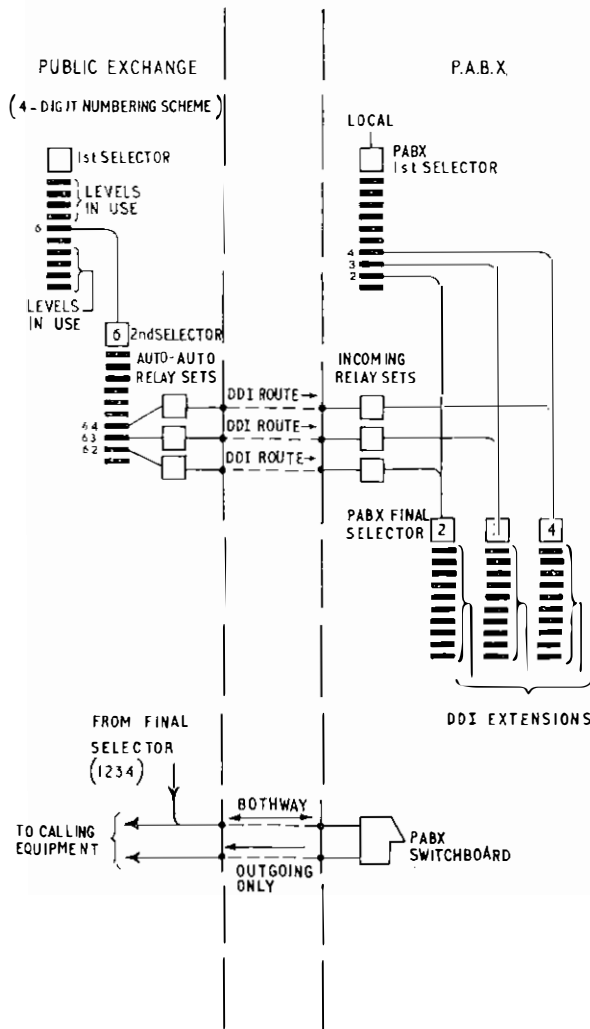 PUBLIC EXCHANGE
(4-DIGIT NUMBERING SCHEME)
1st SELECTOR
LEVELS
IN USE
6
LEVELS
IN USE
6
2nd SELECTOR
AUTO-AUTO
RELAY SETS
64
63
62
DDI ROUTE
DDI ROUTE
DDI ROUTE
P.A.B.X.
LOCAL
PABX
1st SELECTOR
4
3
2
INCOMING
RELAY SETS
PABX FINAL
SELECTOR
2
4
DDI EXTENSIONS
FROM FINAL
SELECTOR
(1234)
TO CALLING
EQUIPMENT
BOTHWAY
OUTGOING
ONLY
PABX
SWITCHBOARD